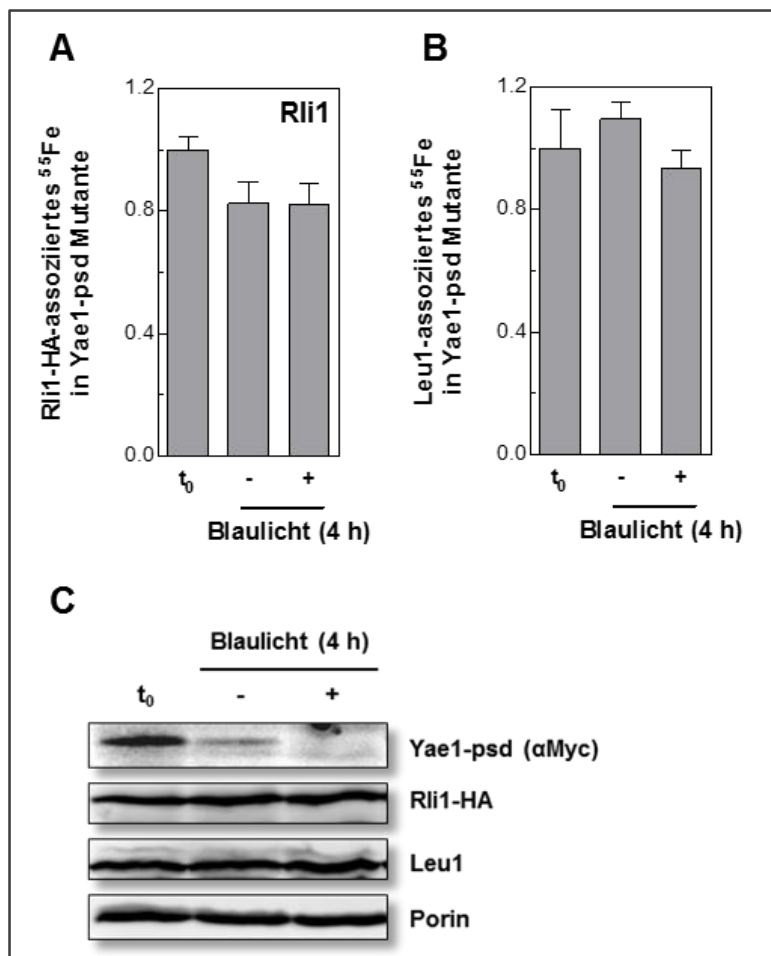 A
Rli1-HA-assoziiertes ⁵⁵Fe
in Yae1-psd Mutante
1.2
0.8
0.4
0.0
Rli1
t₀ - +
Blaulicht (4 h)
B
Leu1-assoziiertes ⁵⁵Fe
in Yae1-psd Mutante
1.2
0.8
0.4
0.0
t₀ - +
Blaulicht (4 h)
C
Blaulicht (4 h)
t₀ - +
Yae1-psd (αMyc)
Rli1-HA
Leu1
Porin